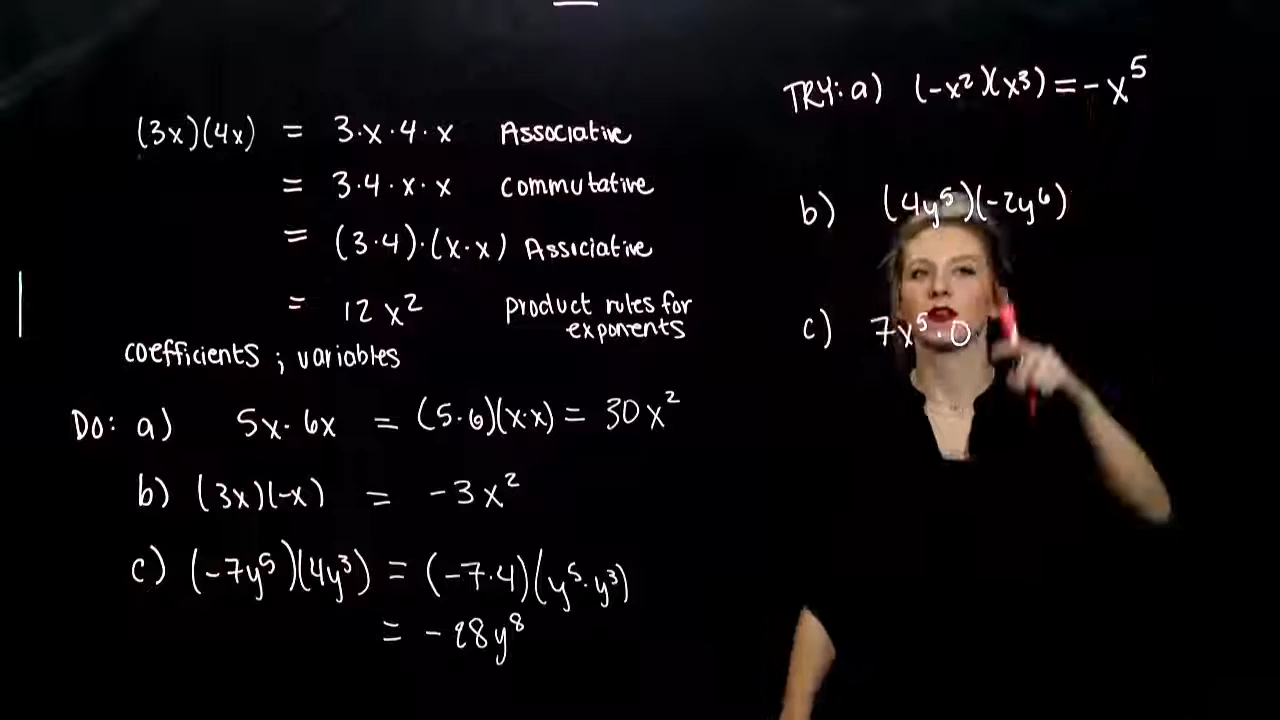 (3x)(4x) = 3·x·4·x Associative
= 3·4·x·x commutative
= (3·4)·(x·x) Associative
= 12x² product rules for exponents
coefficients ; variables
Do: a) 5x·6x = (5·6)(x·x) = 30x²
b) (3x)(-x) = -3x²
c) (-7y⁵)(4y³) = (-7·4)(y⁵·y³)
= -28y⁸
TRY: a) (-x²)(x³) = -x⁵
b) (4y⁵)(-2y⁶)
c) 7x⁵·0